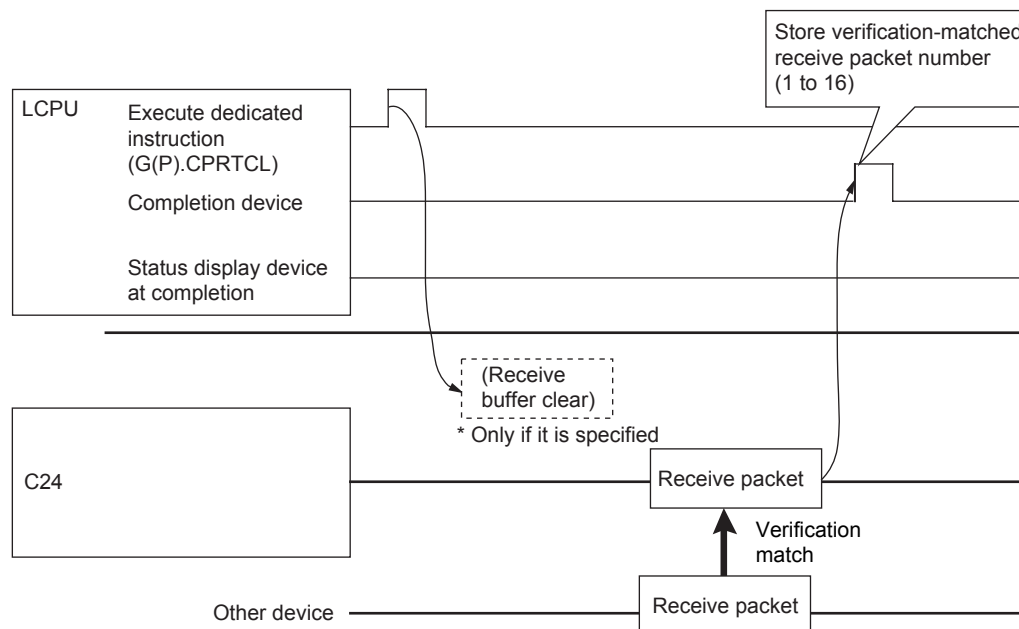 Store verification-matched
receive packet number
(1 to 16)
LCPU
Execute dedicated
instruction
(G(P).CPRTCL)
Completion device
Status display device
at completion
(Receive
buffer clear)
* Only if it is specified
C24
Receive packet
Verification
match
Other device
Receive packet